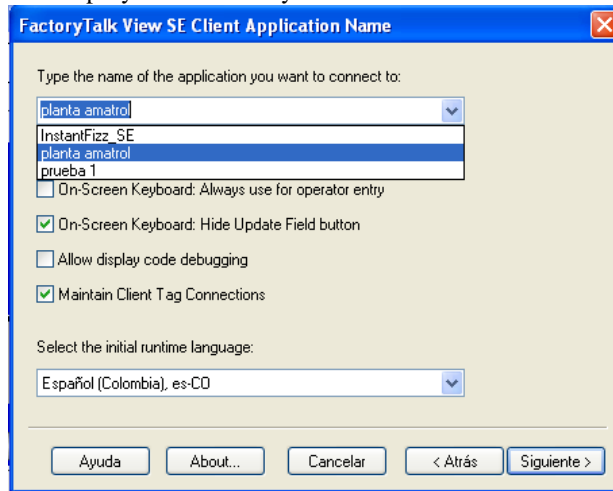 FactoryTalk View SE Client Application Name
Type the name of the application you want to connect to:
planta amatrol
InstantFizz_SE
planta amatrol
prueba 1
On-Screen Keyboard: Always use for operator entry
On-Screen Keyboard: Hide Update Field button
Allow display code debugging
Maintain Client Tag Connections
Select the initial runtime language:
Español (Colombia), es-CO
Ayuda About... Cancelar < Atrás Siguiente >